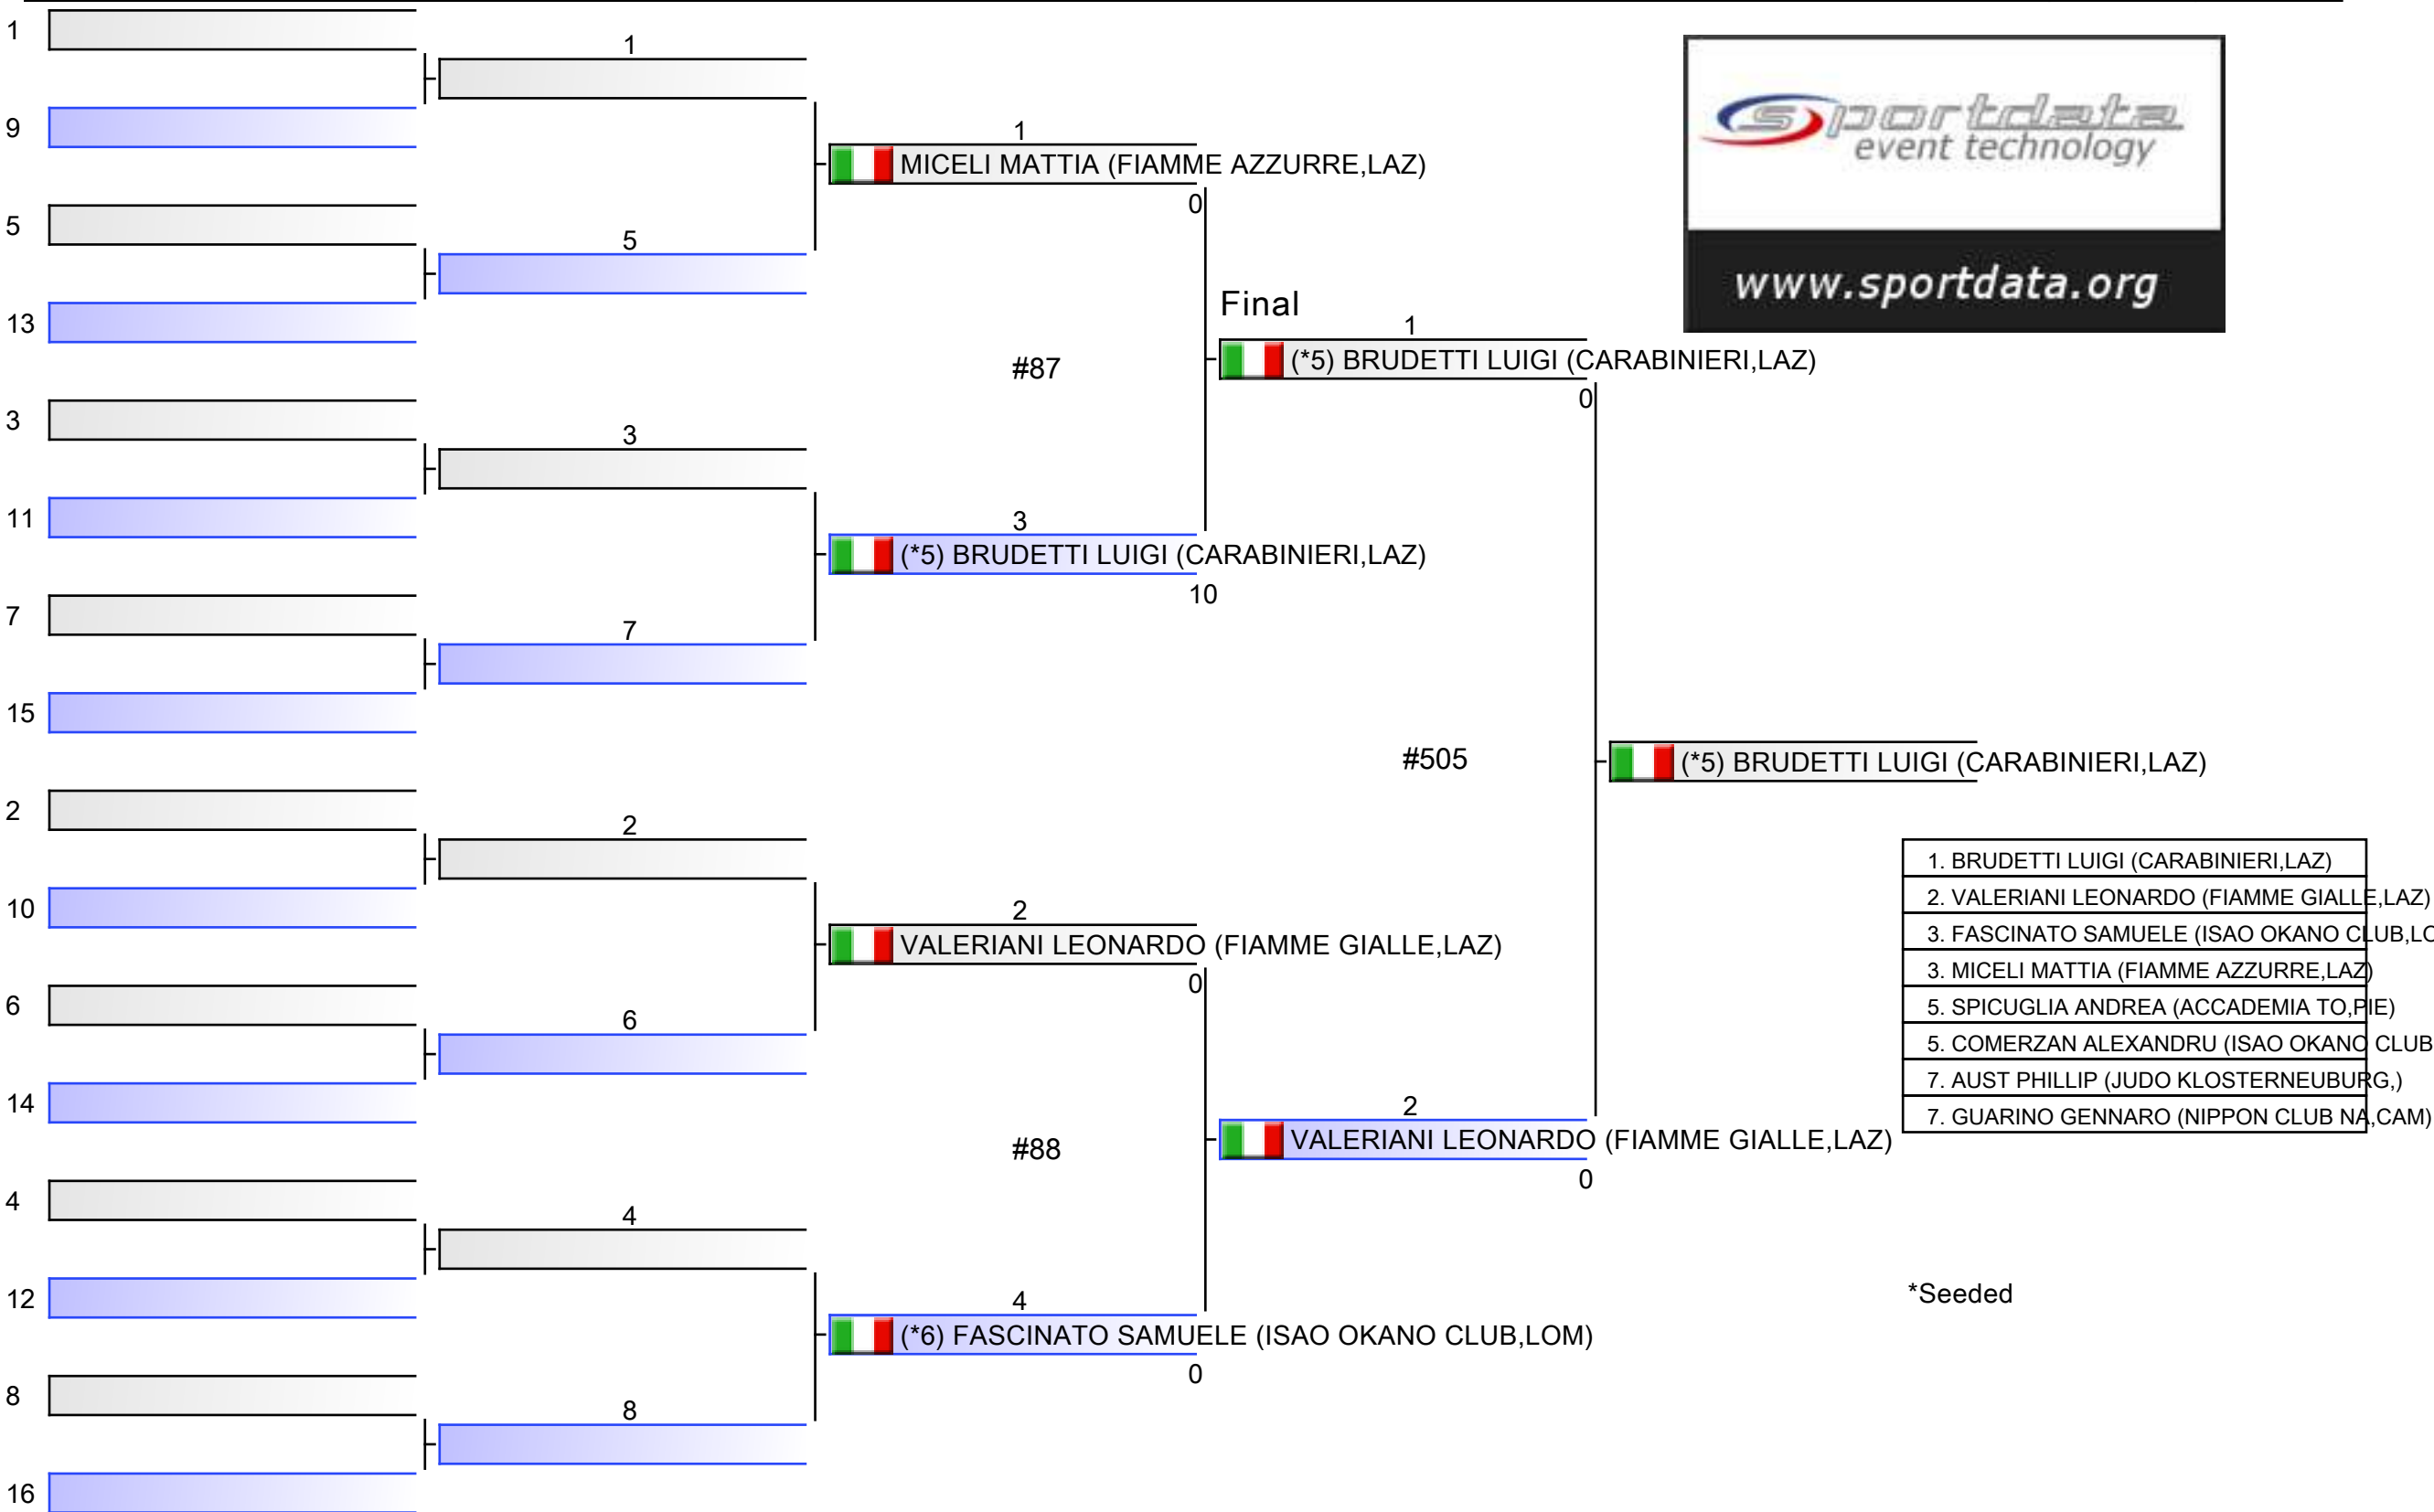 1
9
5
13
3
11
7
15
2
10
6
14
4
12
8
16
1
5
3
7
2
6
4
8
1
MICELI MATTIA (FIAMME AZZURRE,LAZ)
0
#87
3
(*5) BRUDETTI LUIGI (CARABINIERI,LAZ)
10
2
VALERIANI LEONARDO (FIAMME GIALLE,LAZ)
0
#88
4
(*6) FASCINATO SAMUELE (ISAO OKANO CLUB,LOM)
0
Final
1
(*5) BRUDETTI LUIGI (CARABINIERI,LAZ)
0
#505
2
VALERIANI LEONARDO (FIAMME GIALLE,LAZ)
0
(*5) BRUDETTI LUIGI (CARABINIERI,LAZ)
sportdata
event technology
www.sportdata.org
1. BRUDETTI LUIGI (CARABINIERI,LAZ)
2. VALERIANI LEONARDO (FIAMME GIALLE,LAZ)
3. FASCINATO SAMUELE (ISAO OKANO CLUB,LO
3. MICELI MATTIA (FIAMME AZZURRE,LAZ)
5. SPICUGLIA ANDREA (ACCADEMIA TO,PIE)
5. COMERZAN ALEXANDRU (ISAO OKANO CLUB
7. AUST PHILLIP (JUDO KLOSTERNEUBURG,)
7. GUARINO GENNARO (NIPPON CLUB NA,CAM)
*Seeded